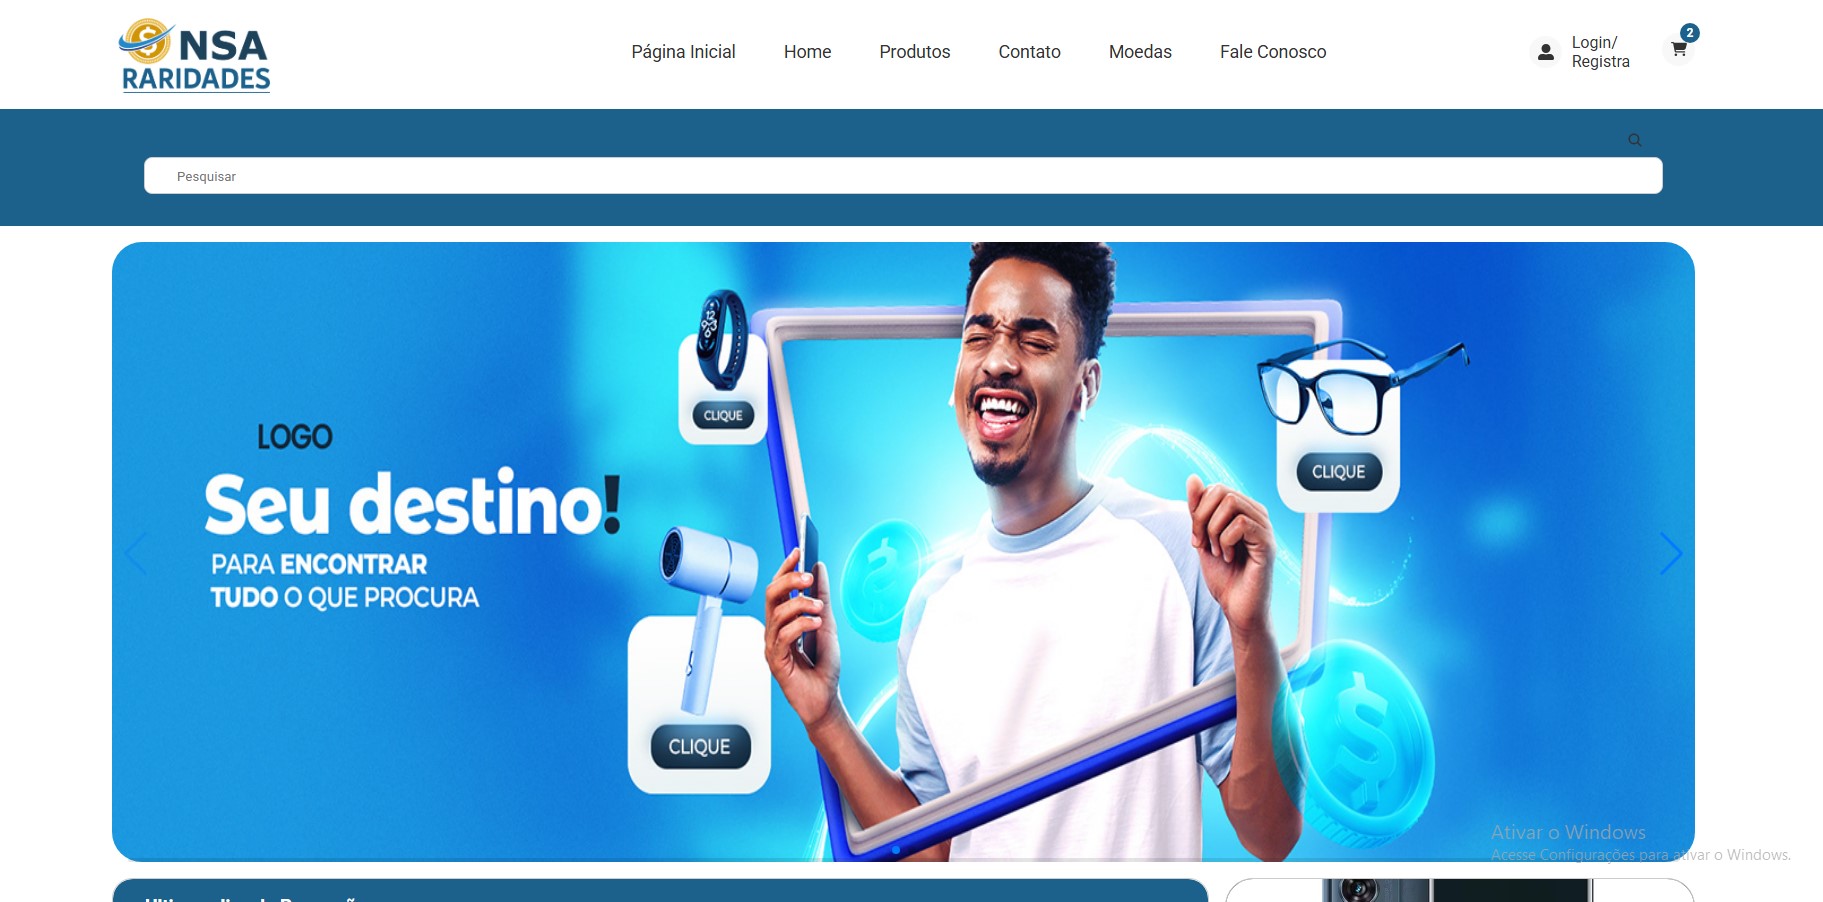 NSA
RARIDADES
Página Inicial
Home
Produtos
Contato
Moedas
Fale Conosco
Login/
Registra
2
Pesquisar
12
CLIQUE
CLIQUE
LOGO
Seu destino!
PARA ENCONTRAR
TUDO O QUE PROCURA
CLIQUE
Ativar o Windows
Acesse Configurações para ativar o Windows.